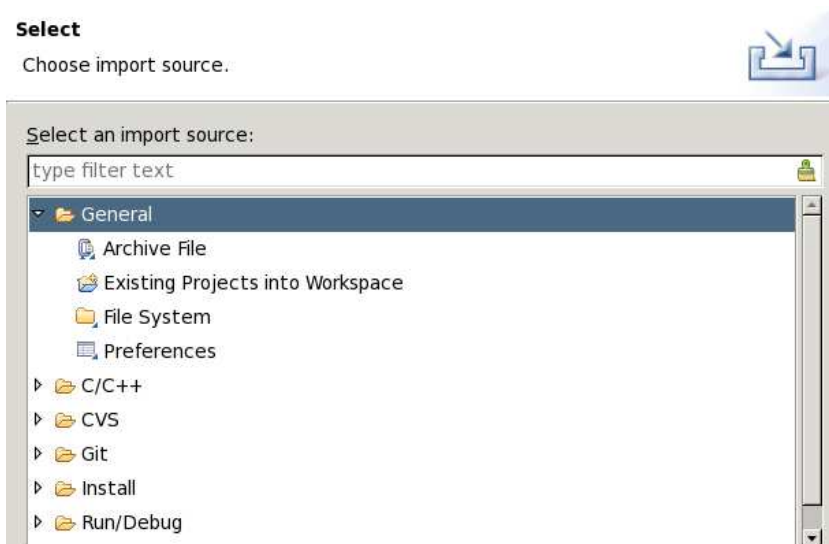 Select
Choose import source.
Select an import source:
type filter text
General
Archive File
Existing Projects into Workspace
File System
Preferences
C/C++
CVS
Git
Install
Run/Debug